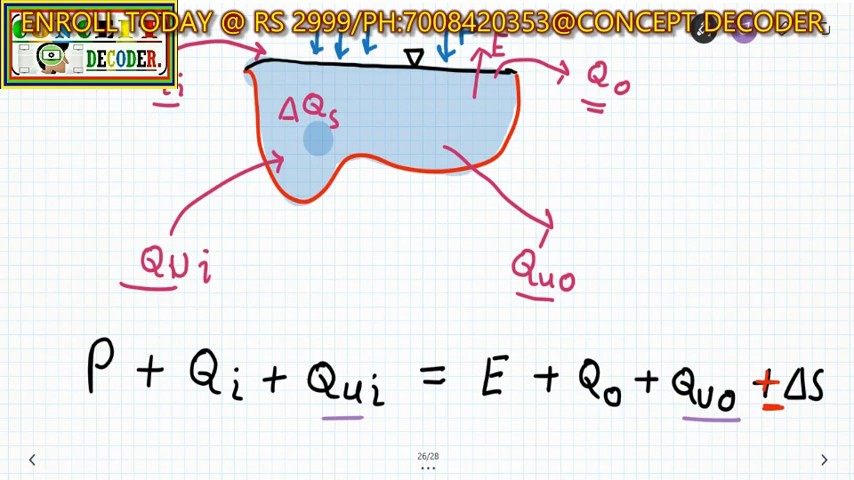 ENROLL TODAY @ RS 2999/PH:7008420353@CONCEPT DECODER
DECODER.
E
Qo
ΔQs
Qui
Quo
P + Qi + Qui = E + Qo + Quo ± ΔS
26/28